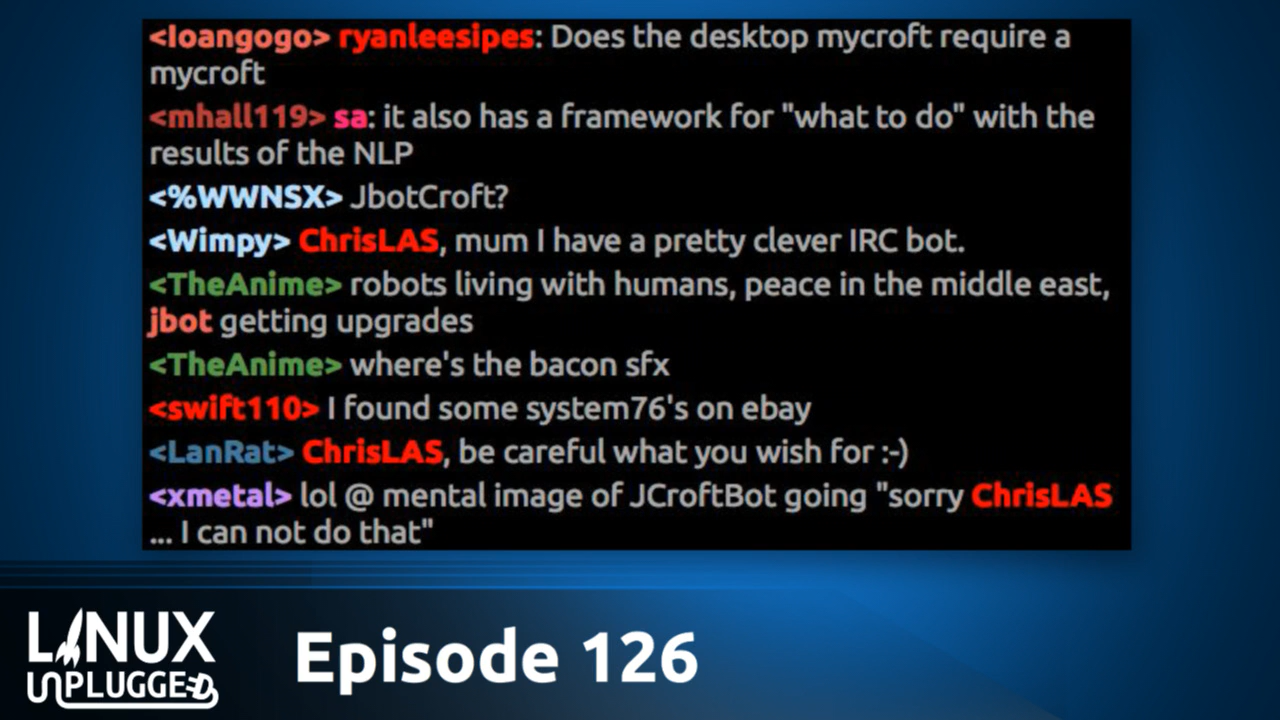 <loangogo> ryanleesipes: Does the desktop mycroft require a
mycroft
<mhall119> sa: it also has a framework for "what to do" with the
results of the NLP
<%WWNSX> JbotCroft?
<Wimpy> ChrisLAS, mum I have a pretty clever IRC bot.
<TheAnime> robots living with humans, peace in the middle east,
jbot getting upgrades
<TheAnime> where's the bacon sfx
<swift110> I found some system76's on ebay
<LanRat> ChrisLAS, be careful what you wish for :-)
<xmetal> lol @ mental image of JCroftBot going "sorry ChrisLAS
... I can not do that"
LINUX
UNPLUGGED
Episode 126